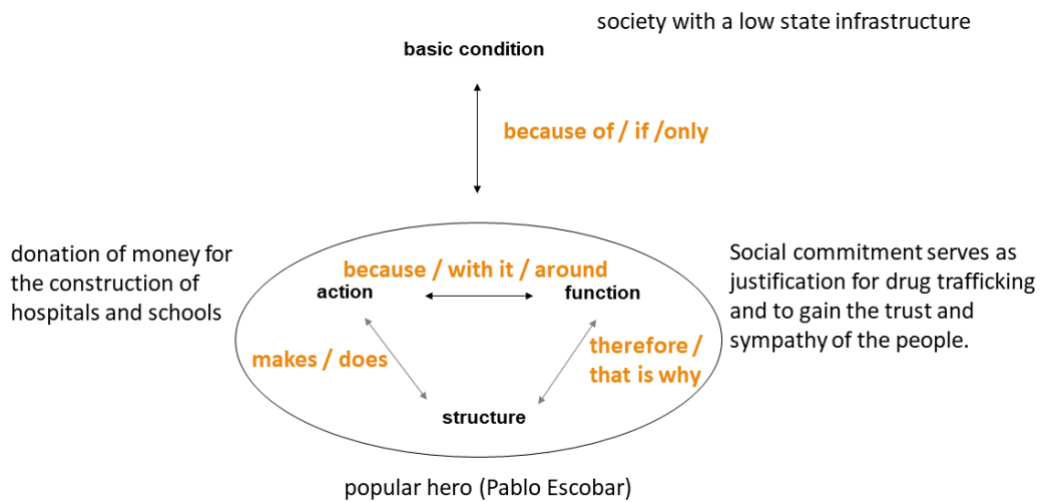 society with a low state infrastructure
basic condition
because of / if /only
donation of money for
the construction of
hospitals and schools
because / with it / around
action
function
makes / does
therefore /
that is why
structure
Social commitment serves as
justification for drug trafficking
and to gain the trust and
sympathy of the people.
popular hero (Pablo Escobar)